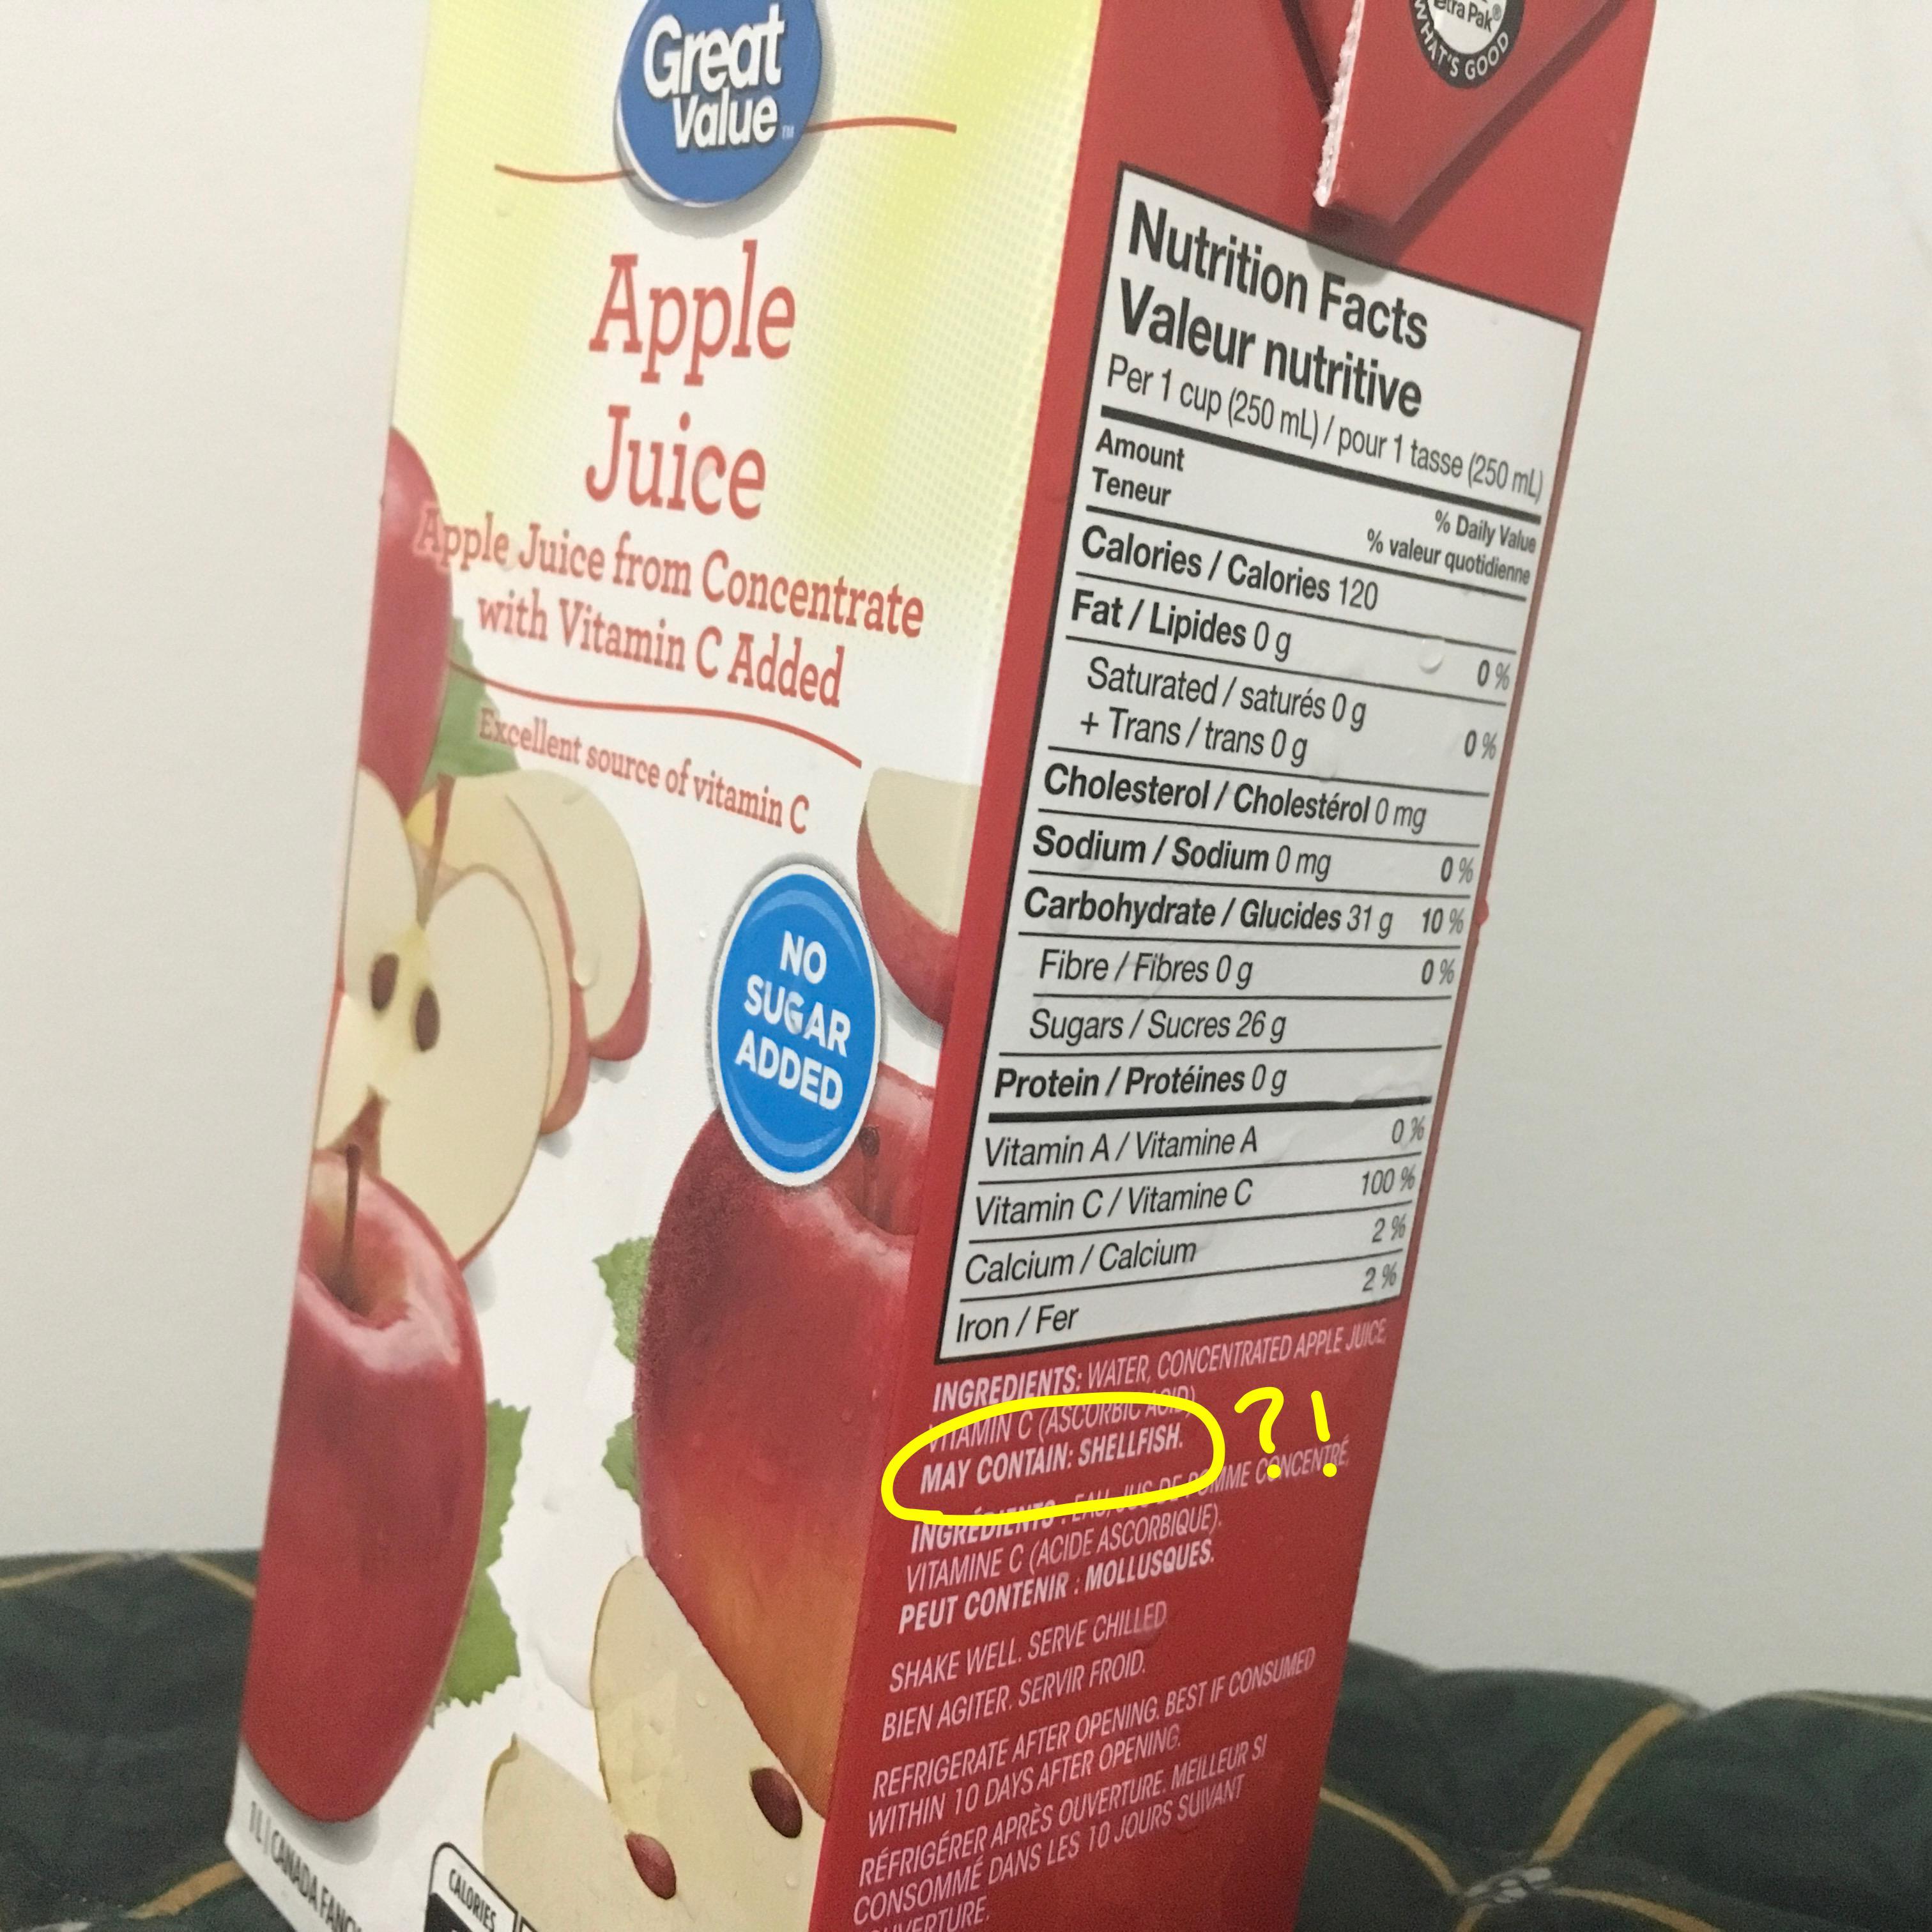 Great
Value
TM
Apple
Juice
Apple Juice from Concentrate
with Vitamin C Added
Excellent source of vitamin C
NO
SUGAR
ADDED
1L | CANADA
CALORIES
Pak®
WHAT'S GOOD
Nutrition Facts
Valeur nutritive
Per 1 cup (250 mL) / pour 1 tasse (250 mL)
Amount
Teneur
% Daily Value
% valeur quotidienne
Calories / Calories 120
Fat / Lipides 0 g 0 %
Saturated / saturés 0 g
+ Trans / trans 0 g 0 %
Cholesterol / Cholestérol 0 mg
Sodium / Sodium 0 mg 0 %
Carbohydrate / Glucides 31 g 10 %
Fibre / Fibres 0 g 0 %
Sugars / Sucres 26 g
Protein / Protéines 0 g
Vitamin A / Vitamine A 0 %
Vitamin C / Vitamine C 100 %
Calcium / Calcium 2 %
Iron / Fer 2 %
INGREDIENTS: WATER, CONCENTRATED APPLE JUICE,
VITAMIN C (ASCORBIC ACID)
MAY CONTAIN: SHELLFISH.
?!
INGRÉDIENTS : EAU, JUS DE POMME CONCENTRÉ,
VITAMINE C (ACIDE ASCORBIQUE).
PEUT CONTENIR : MOLLUSQUES.
SHAKE WELL. SERVE CHILLED
BIEN AGITER. SERVIR FROID.
REFRIGERATE AFTER OPENING. BEST IF CONSUMED
WITHIN 10 DAYS AFTER OPENING.
RÉFRIGÉRER APRÈS OUVERTURE. MEILLEUR SI
CONSOMMÉ DANS LES 10 JOURS SUIVANT
OUVERTURE.